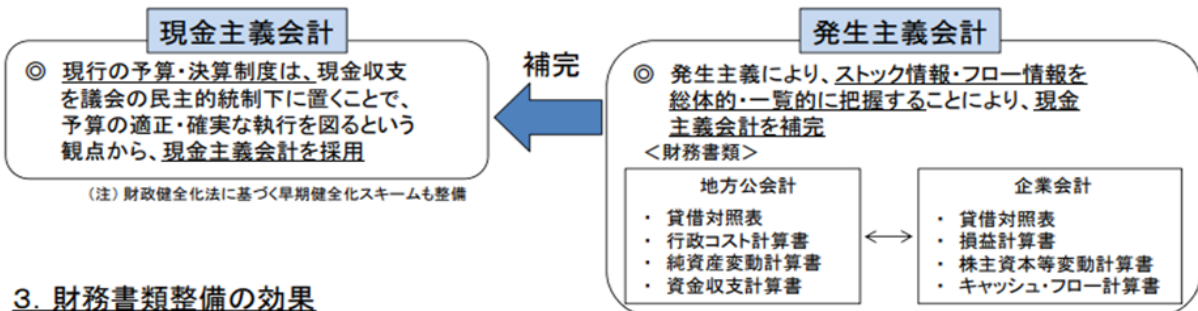 現金主義会計
◎ 現行の予算・決算制度は、現金収支
を議会の民主的統制下に置くことで、
予算の適正・確実な執行を図るという
観点から、現金主義会計を採用
(注) 財政健全化法に基づく早期健全化スキームも整備
補完
発生主義会計
◎ 発生主義により、ストック情報・フロー情報を
総体的・一覧的に把握することにより、現金
主義会計を補完
<財務書類>
地方公会計
・ 貸借対照表
・ 行政コスト計算書
・ 純資産変動計算書
・ 資金収支計算書
企業会計
・ 貸借対照表
・ 損益計算書
・ 株主資本等変動計算書
・ キャッシュ・フロー計算書
3．財務書類整備の効果